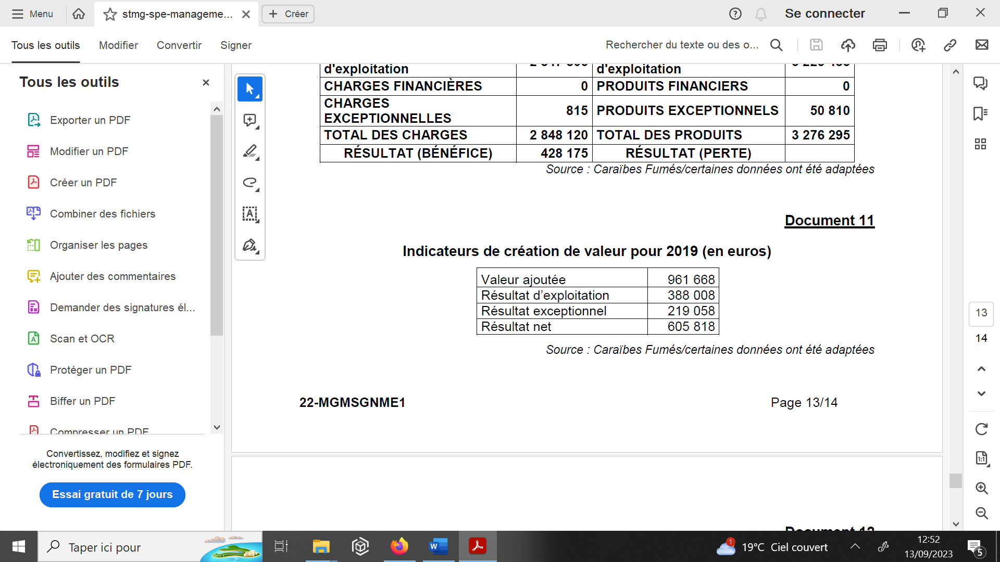 Menu
stmg-spe-manageme...
Créer
Se connecter
Tous les outils
Modifier
Convertir
Signer
Rechercher du texte ou des o...
Tous les outils
Exporter un PDF
Modifier un PDF
Créer un PDF
Combiner des fichiers
Organiser les pages
Ajouter des commentaires
Demander des signatures él...
Scan et OCR
Protéger un PDF
Biffer un PDF
Compresser un PDF
Convertissez, modifiez et signez
électroniquement des formulaires PDF.
Essai gratuit de 7 jours
d'exploitation d'exploitation
CHARGES FINANCIÈRES 0 PRODUITS FINANCIERS 0
CHARGES
EXCEPTIONNELLES 815 PRODUITS EXCEPTIONNELS 50 810
TOTAL DES CHARGES 2 848 120 TOTAL DES PRODUITS 3 276 295
RÉSULTAT (BÉNÉFICE) 428 175 RÉSULTAT (PERTE)
Source : Caraïbes Fumés/certaines données ont été adaptées
Document 11
Indicateurs de création de valeur pour 2019 (en euros)
Valeur ajoutée 961 668
Résultat d’exploitation 388 008
Résultat exceptionnel 219 058
Résultat net 605 818
Source : Caraïbes Fumés/certaines données ont été adaptées
22-MGMSGNME1 Page 13/14
Document 12
13
14
1:1
Taper ici pour
1
19°C Ciel couvert
12:52
13/09/2023
5